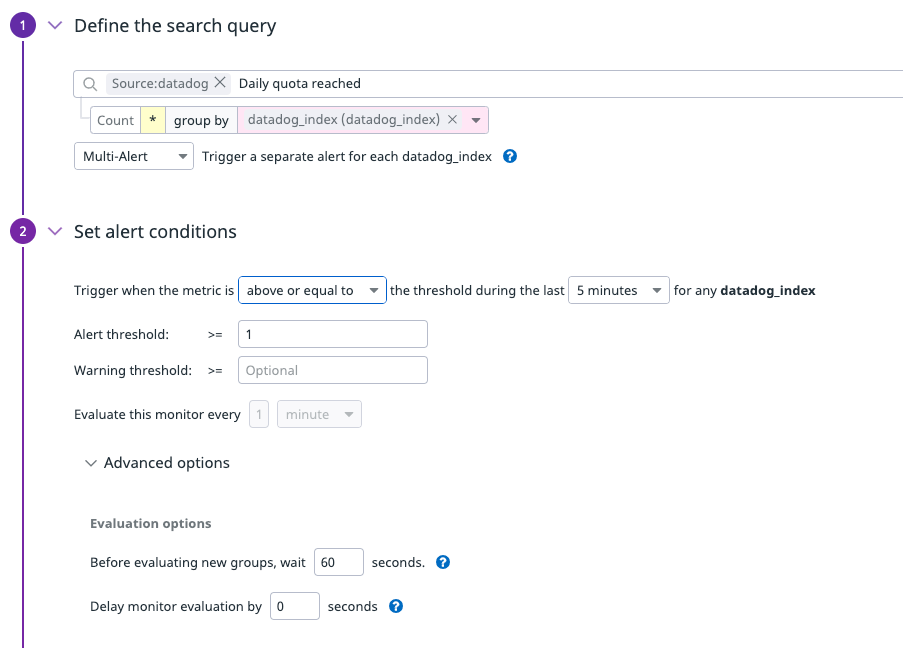 1 Define the search query
Source:datadog Daily quota reached
Count * group by datadog_index (datadog_index)
Multi-Alert Trigger a separate alert for each datadog_index ?
2 Set alert conditions
Trigger when the metric is above or equal to the threshold during the last 5 minutes for any datadog_index
Alert threshold: >= 1
Warning threshold: >= Optional
Evaluate this monitor every 1 minute
Advanced options
Evaluation options
Before evaluating new groups, wait 60 seconds. ?
Delay monitor evaluation by 0 seconds ?